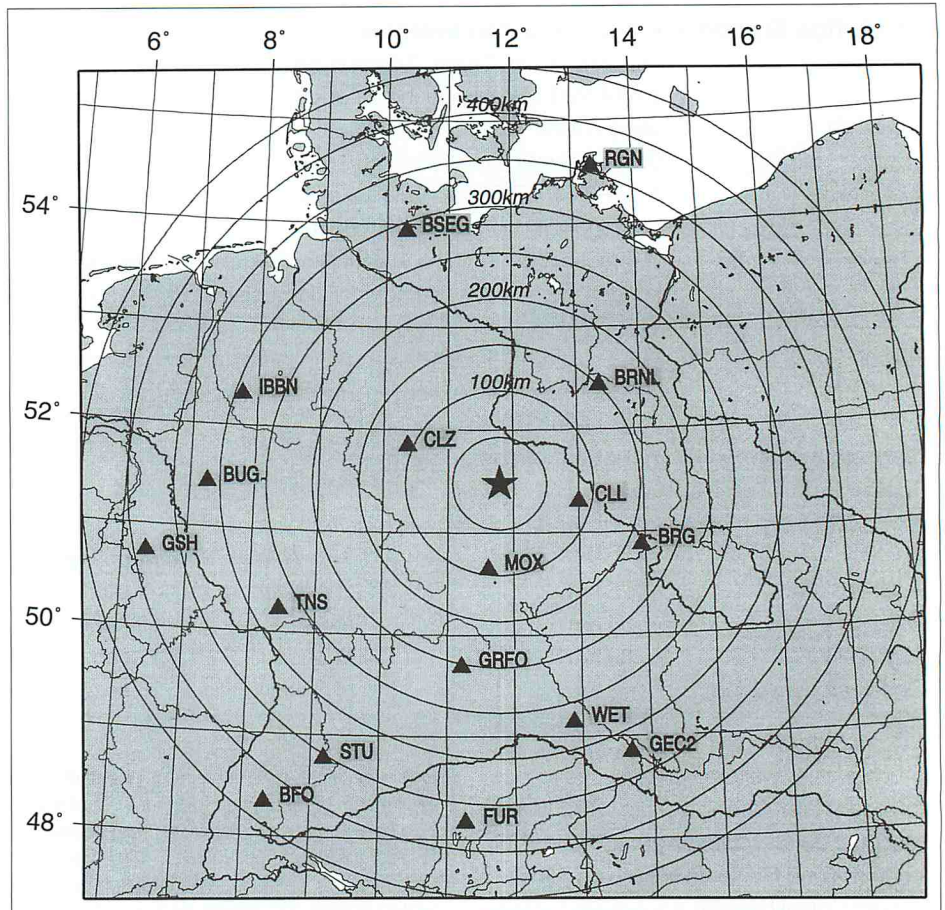 6° 8° 10° 12° 14° 16° 18°
400km
RGN
54°
300km
BSEG
200km
IBBN
BRNL
100km
52°
CLZ
BUG
CLL
GSH
BRG
MOX
TNS
50°
GRFO
WET
GEC2
STU
BFO
FUR
48°